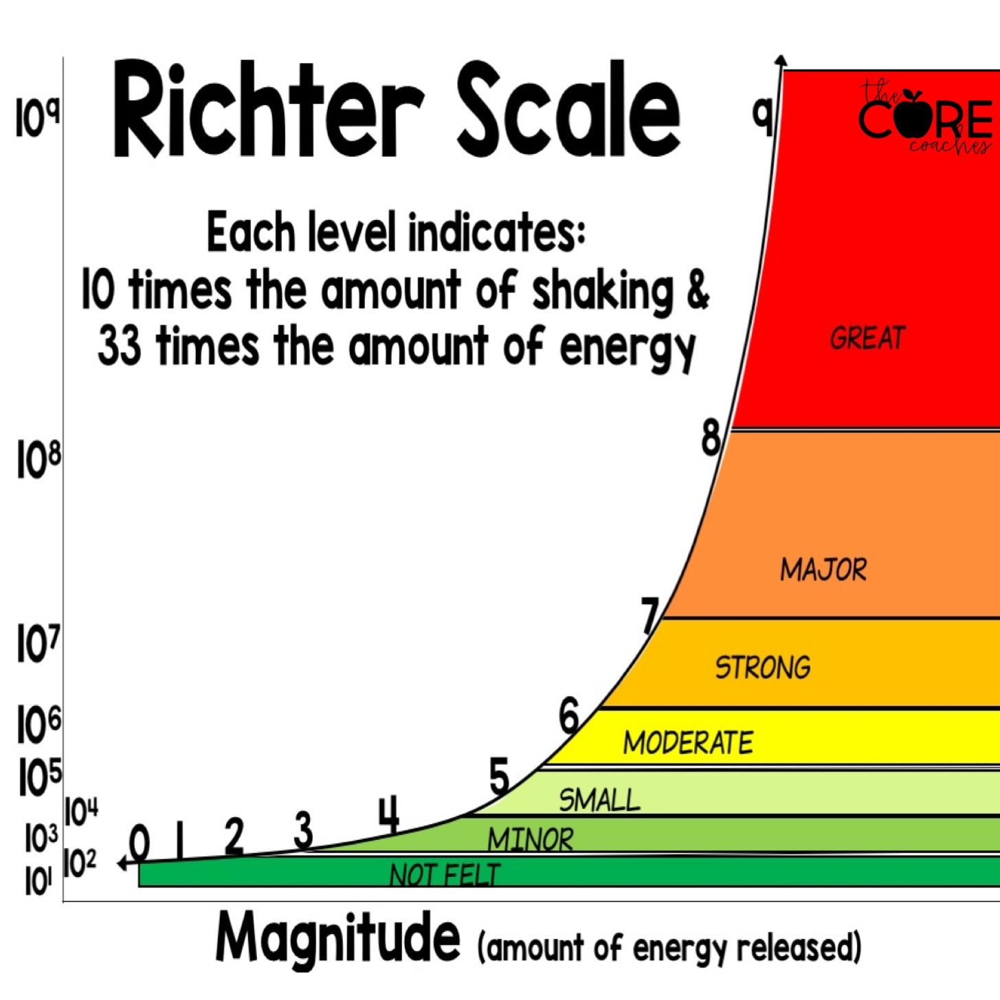 Richter Scale
Each level indicates:
10 times the amount of shaking &
33 times the amount of energy
the
CORE
coaches
10⁹
10⁸
10⁷
10⁶
10⁵
10⁴
10³
10²
10¹
9
8
7
6
5
4
3
2
1
0
GREAT
MAJOR
STRONG
MODERATE
SMALL
MINOR
NOT FELT
Magnitude (amount of energy released)